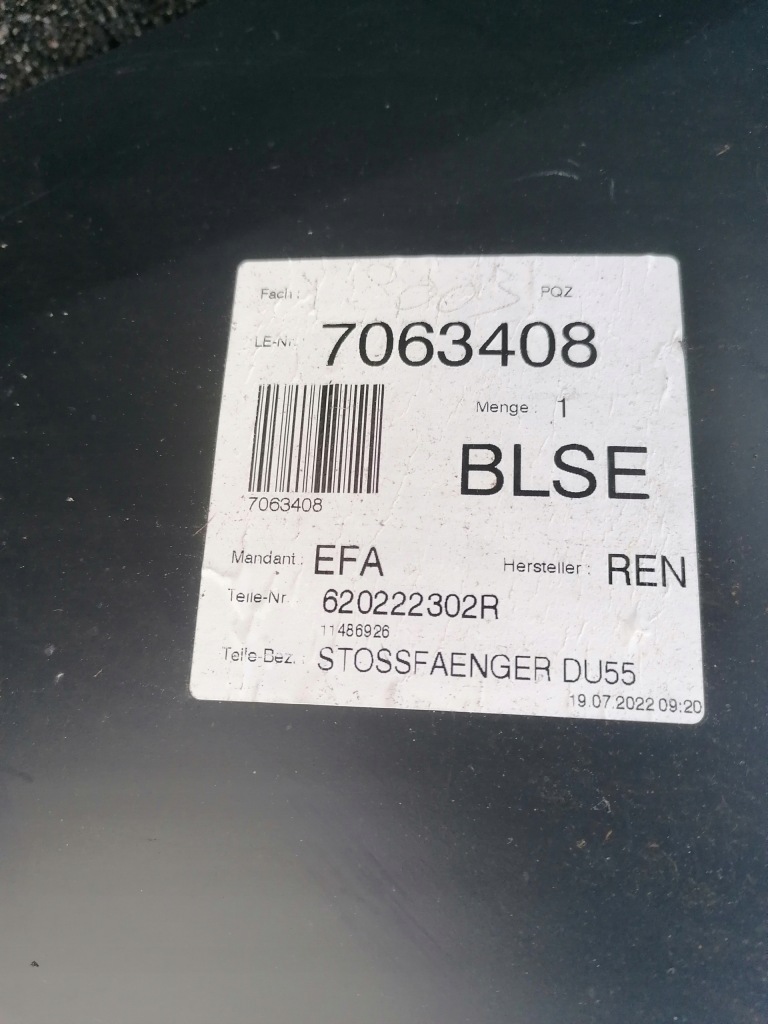 Fach : PQZ
LE-Nr. 7063408
Menge : 1
BLSE
7063408
Mandant : EFA Hersteller : REN
Teile-Nr. 620222302R
11486926
Teile-Bez. : STOSSFAENGER DU55
19.07.2022 09:20